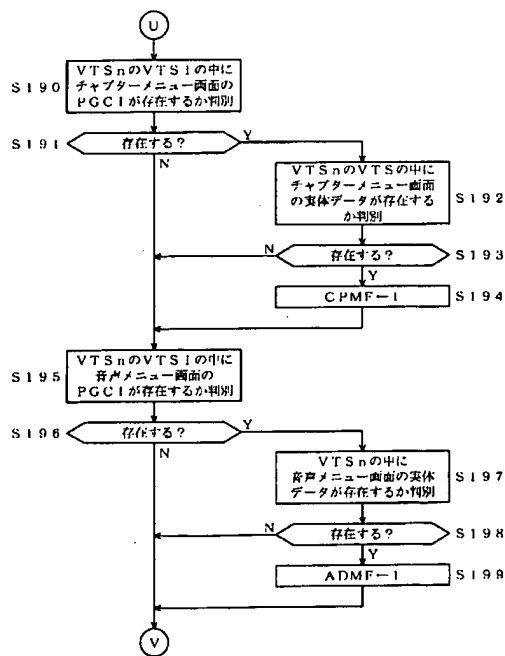 U
S190
VTSnのVTSIの中に
チャプターメニュー画面の
PGCIが存在するか判別
S191
存在する？
Y
N
VTSnのVTSの中に
チャプターメニュー画面
の実体データが存在する
か判別
S192
N
存在する？
S193
Y
CPMF←1
S194
S195
VTSnのVTSIの中に
音声メニュー画面の
PGCIが存在するか判別
S196
存在する？
Y
N
VTSnの中に
音声メニュー画面の実体
データが存在するか判別
S197
N
存在する？
S198
Y
ADMF←1
S199
V